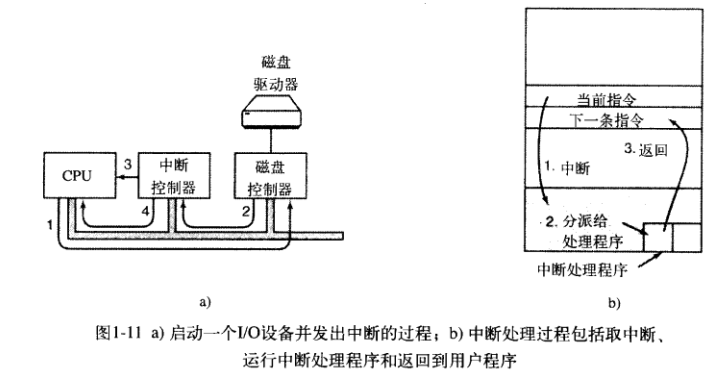 磁盘
驱动器
CPU
3
中断
控制器
磁盘
控制器
1
4
2
a)
当前指令
下一条指令
3. 返回
1. 中断
2. 分派给
处理程序
中断处理程序
b)
图1-11 a) 启动一个I/O设备并发出中断的过程；b) 中断处理过程包括取中断、
运行中断处理程序和返回到用户程序